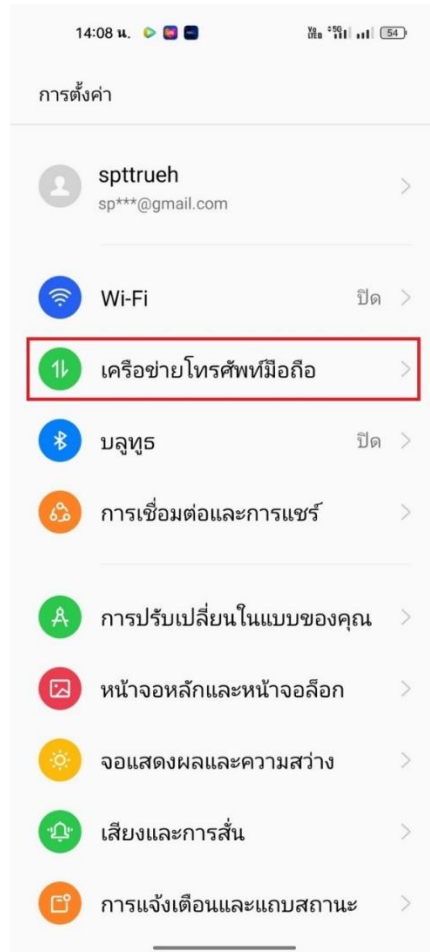 14:08 น. 54
การตั้งค่า
spttrueh
sp***@gmail.com
Wi-Fi ปิด
เครือข่ายโทรศัพท์มือถือ
บลูทูธ ปิด
การเชื่อมต่อและการแชร์
การปรับเปลี่ยนในแบบของคุณ
หน้าจอหลักและหน้าจอล็อก
จอแสดงผลและความสว่าง
เสียงและการสั่น
การแจ้งเตือนและแถบสถานะ